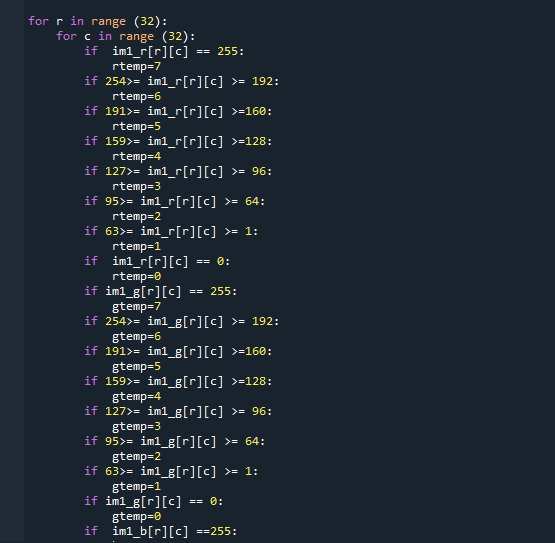 for r in range (32):
    for c in range (32):
        if  im1_r[r][c] == 255:
            rtemp=7
        if 254>= im1_r[r][c] >= 192:
            rtemp=6
        if 191>= im1_r[r][c] >=160:
            rtemp=5
        if 159>= im1_r[r][c] >=128:
            rtemp=4
        if 127>= im1_r[r][c] >= 96:
            rtemp=3
        if 95>= im1_r[r][c] >= 64:
            rtemp=2
        if 63>= im1_r[r][c] >= 1:
            rtemp=1
        if  im1_r[r][c] == 0:
            rtemp=0
        if im1_g[r][c] == 255:
            gtemp=7
        if 254>= im1_g[r][c] >= 192:
            gtemp=6
        if 191>= im1_g[r][c] >=160:
            gtemp=5
        if 159>= im1_g[r][c] >=128:
            gtemp=4
        if 127>= im1_g[r][c] >= 96:
            gtemp=3
        if 95>= im1_g[r][c] >= 64:
            gtemp=2
        if 63>= im1_g[r][c] >= 1:
            gtemp=1
        if im1_g[r][c] == 0:
            gtemp=0
        if  im1_b[r][c] ==255: